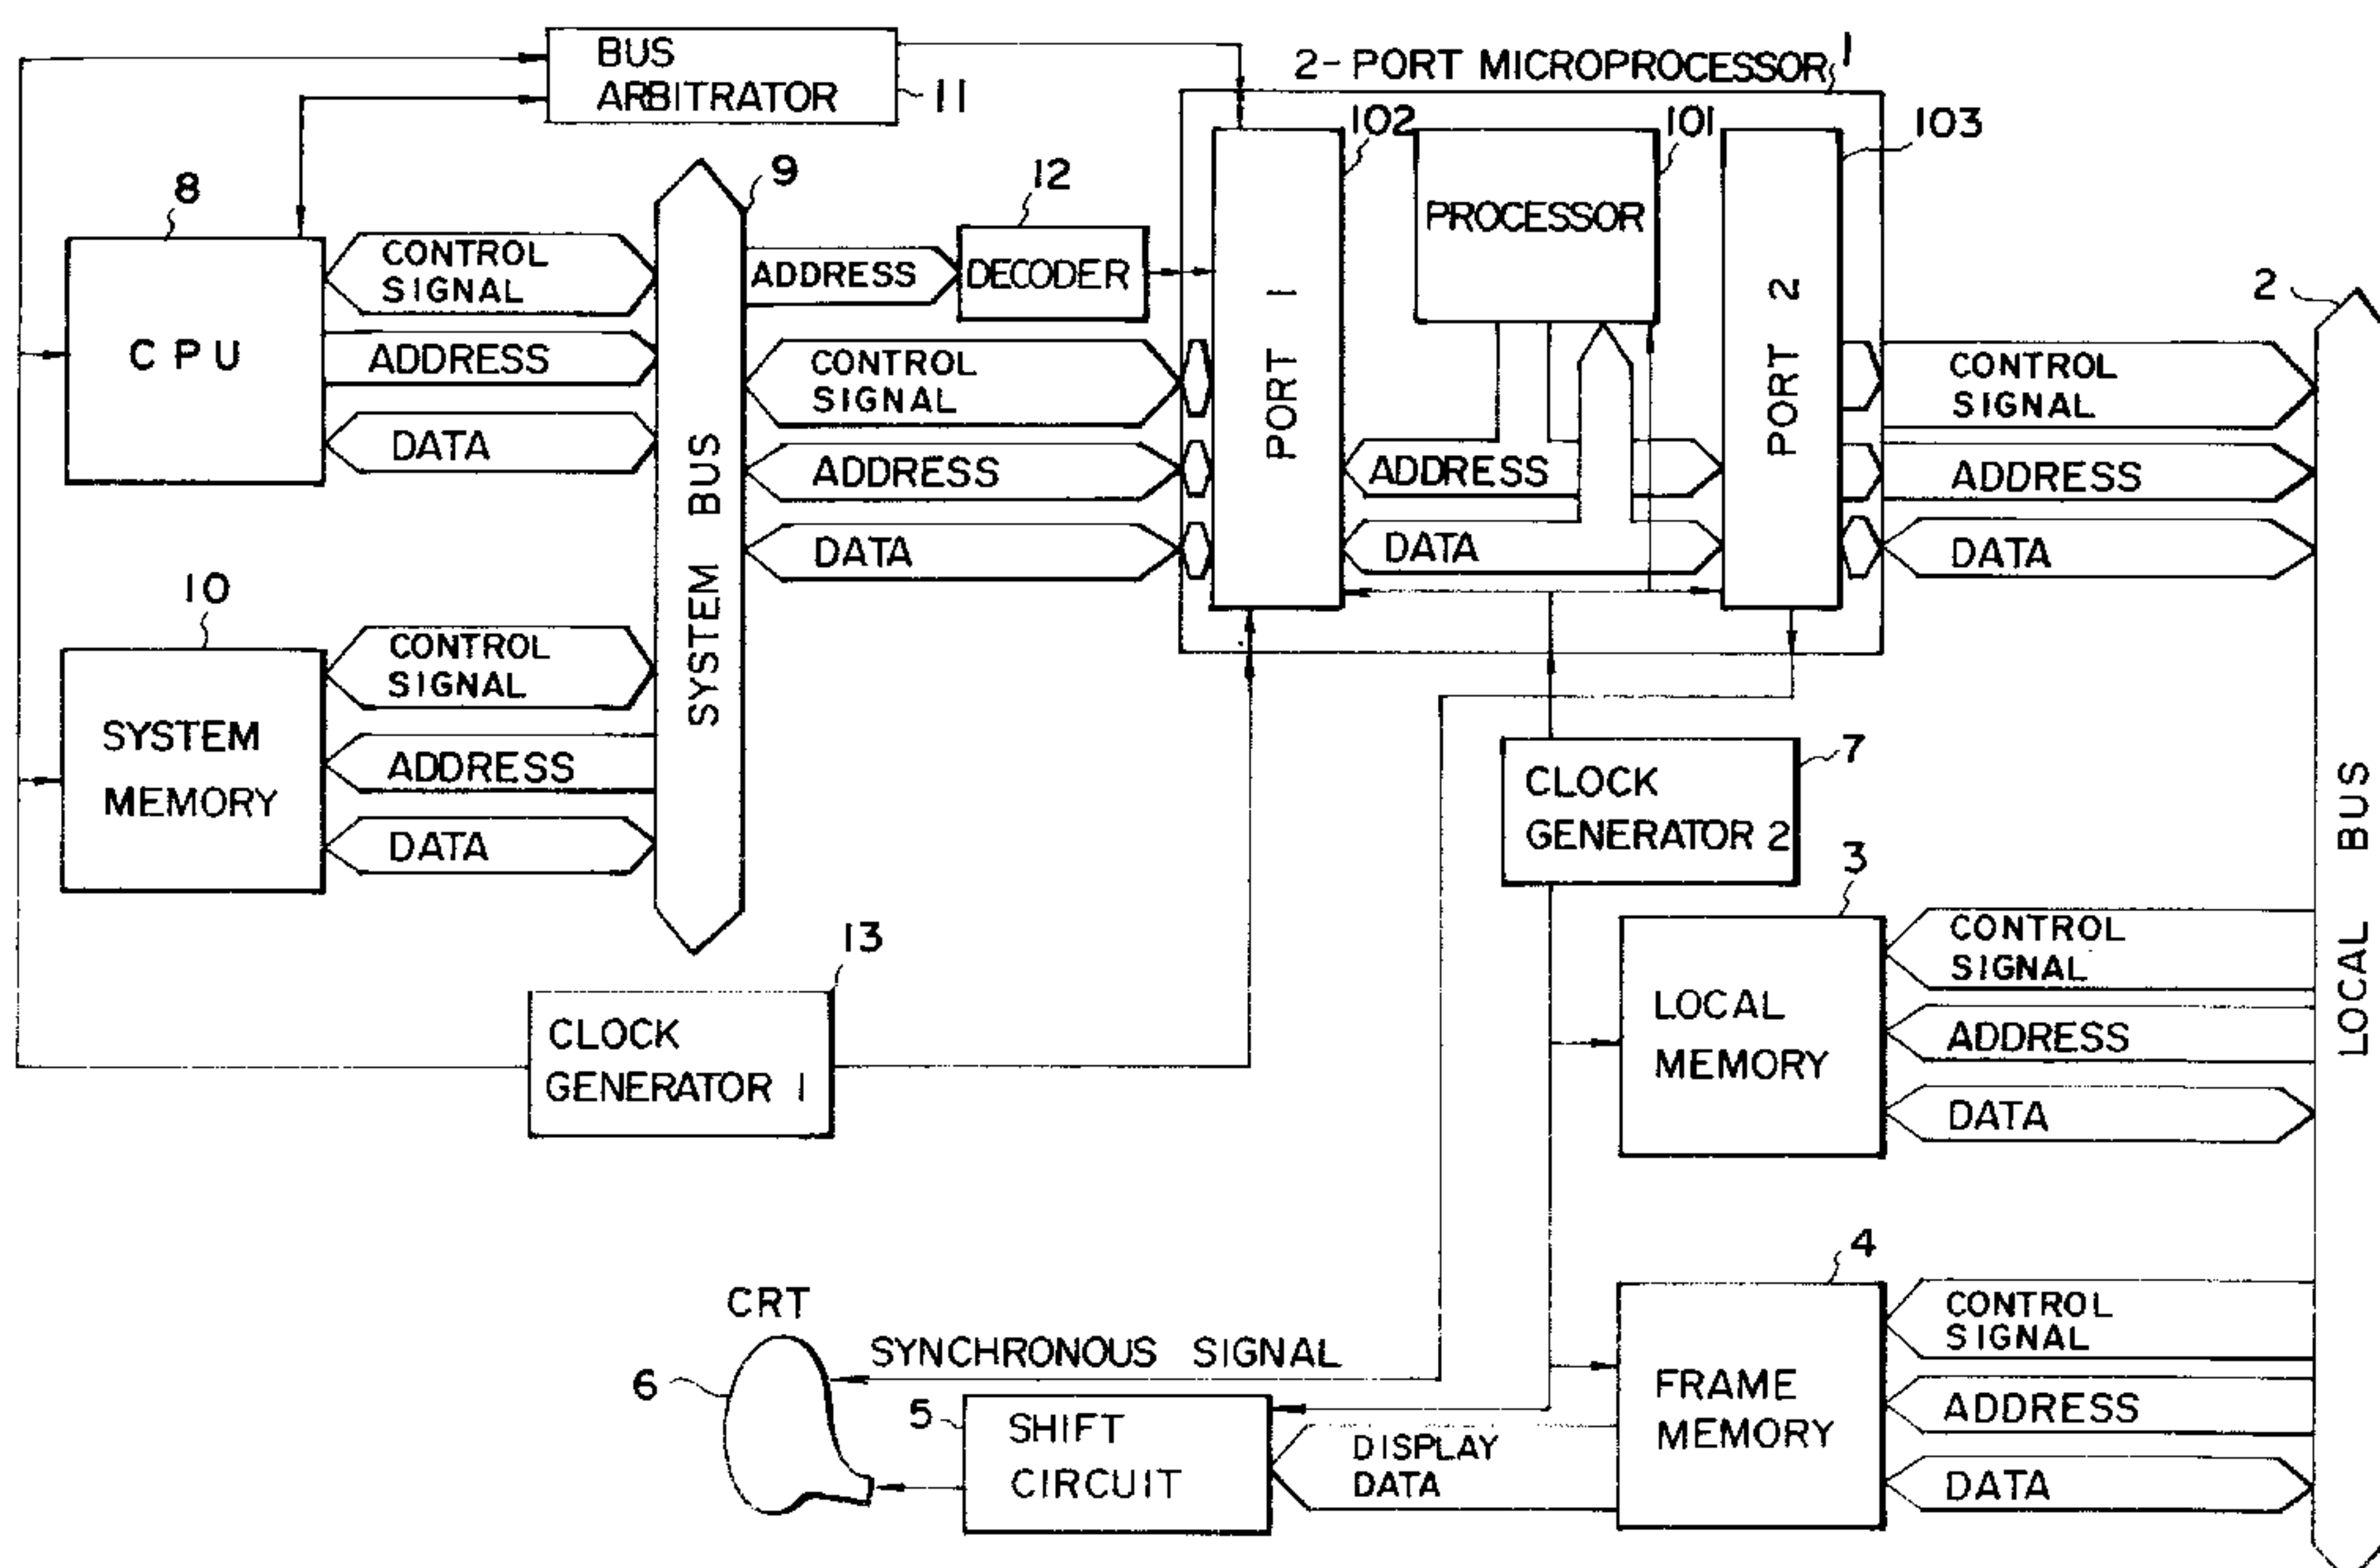 BUS
ARBITRATOR
11
2-PORT MICROPROCESSOR
1
102
101
103
PROCESSOR
PORT 1
PORT 2
8
CPU
CONTROL
SIGNAL
ADDRESS
DATA
9
SYSTEM BUS
12
ADDRESS
DECODER
CONTROL
SIGNAL
ADDRESS
DATA
ADDRESS
DATA
2
CONTROL
SIGNAL
ADDRESS
DATA
LOCAL BUS
10
SYSTEM
MEMORY
CONTROL
SIGNAL
ADDRESS
DATA
7
CLOCK
GENERATOR 2
13
CLOCK
GENERATOR 1
3
LOCAL
MEMORY
CONTROL
SIGNAL
ADDRESS
DATA
4
FRAME
MEMORY
CONTROL
SIGNAL
ADDRESS
DATA
CRT
6
SYNCHRONOUS SIGNAL
5
SHIFT
CIRCUIT
DISPLAY
DATA